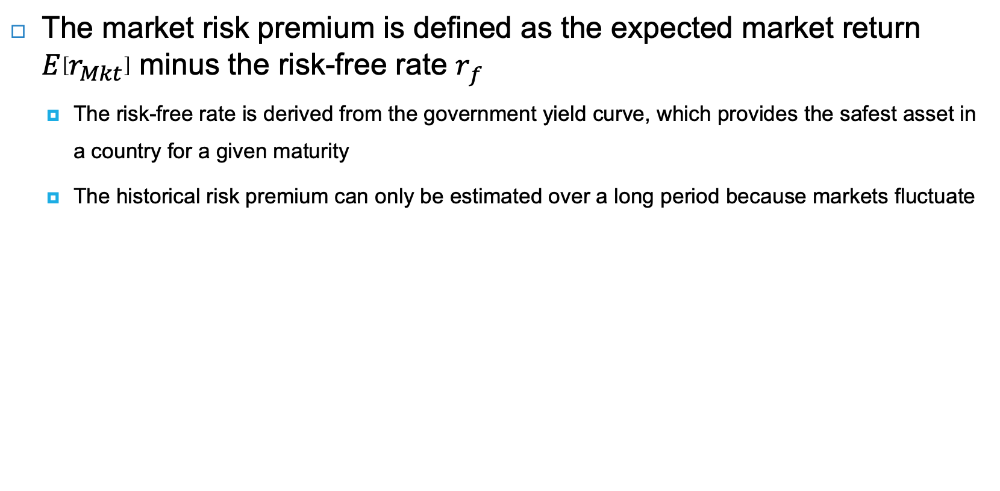 The market risk premium is defined as the expected market return
E[r_Mkt] minus the risk-free rate r_f
The risk-free rate is derived from the government yield curve, which provides the safest asset in
a country for a given maturity
The historical risk premium can only be estimated over a long period because markets fluctuate